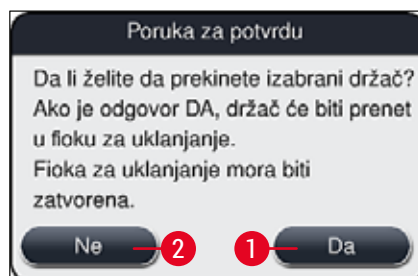 Poruka za potvrdu
Da li želite da prekinete izabrani držač?
Ako je odgovor DA, držač će biti prenet
u fioku za uklanjanje.
Fioka za uklanjanje mora biti
zatvorena.
Ne 2 1 Da